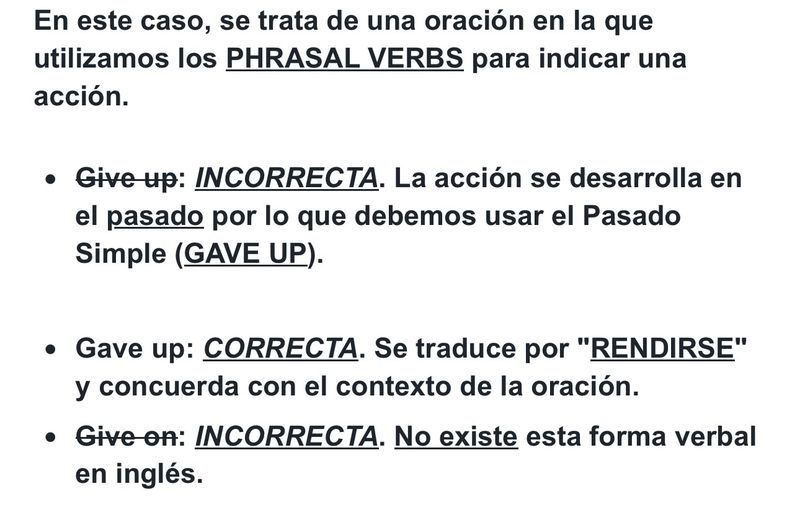 En este caso, se trata de una oración en la que
utilizamos los PHRASAL VERBS para indicar una
acción.
• Give up: INCORRECTA. La acción se desarrolla en
el pasado por lo que debemos usar el Pasado
Simple (GAVE UP).
• Gave up: CORRECTA. Se traduce por "RENDIRSE"
y concuerda con el contexto de la oración.
• Give on: INCORRECTA. No existe esta forma verbal
en inglés.